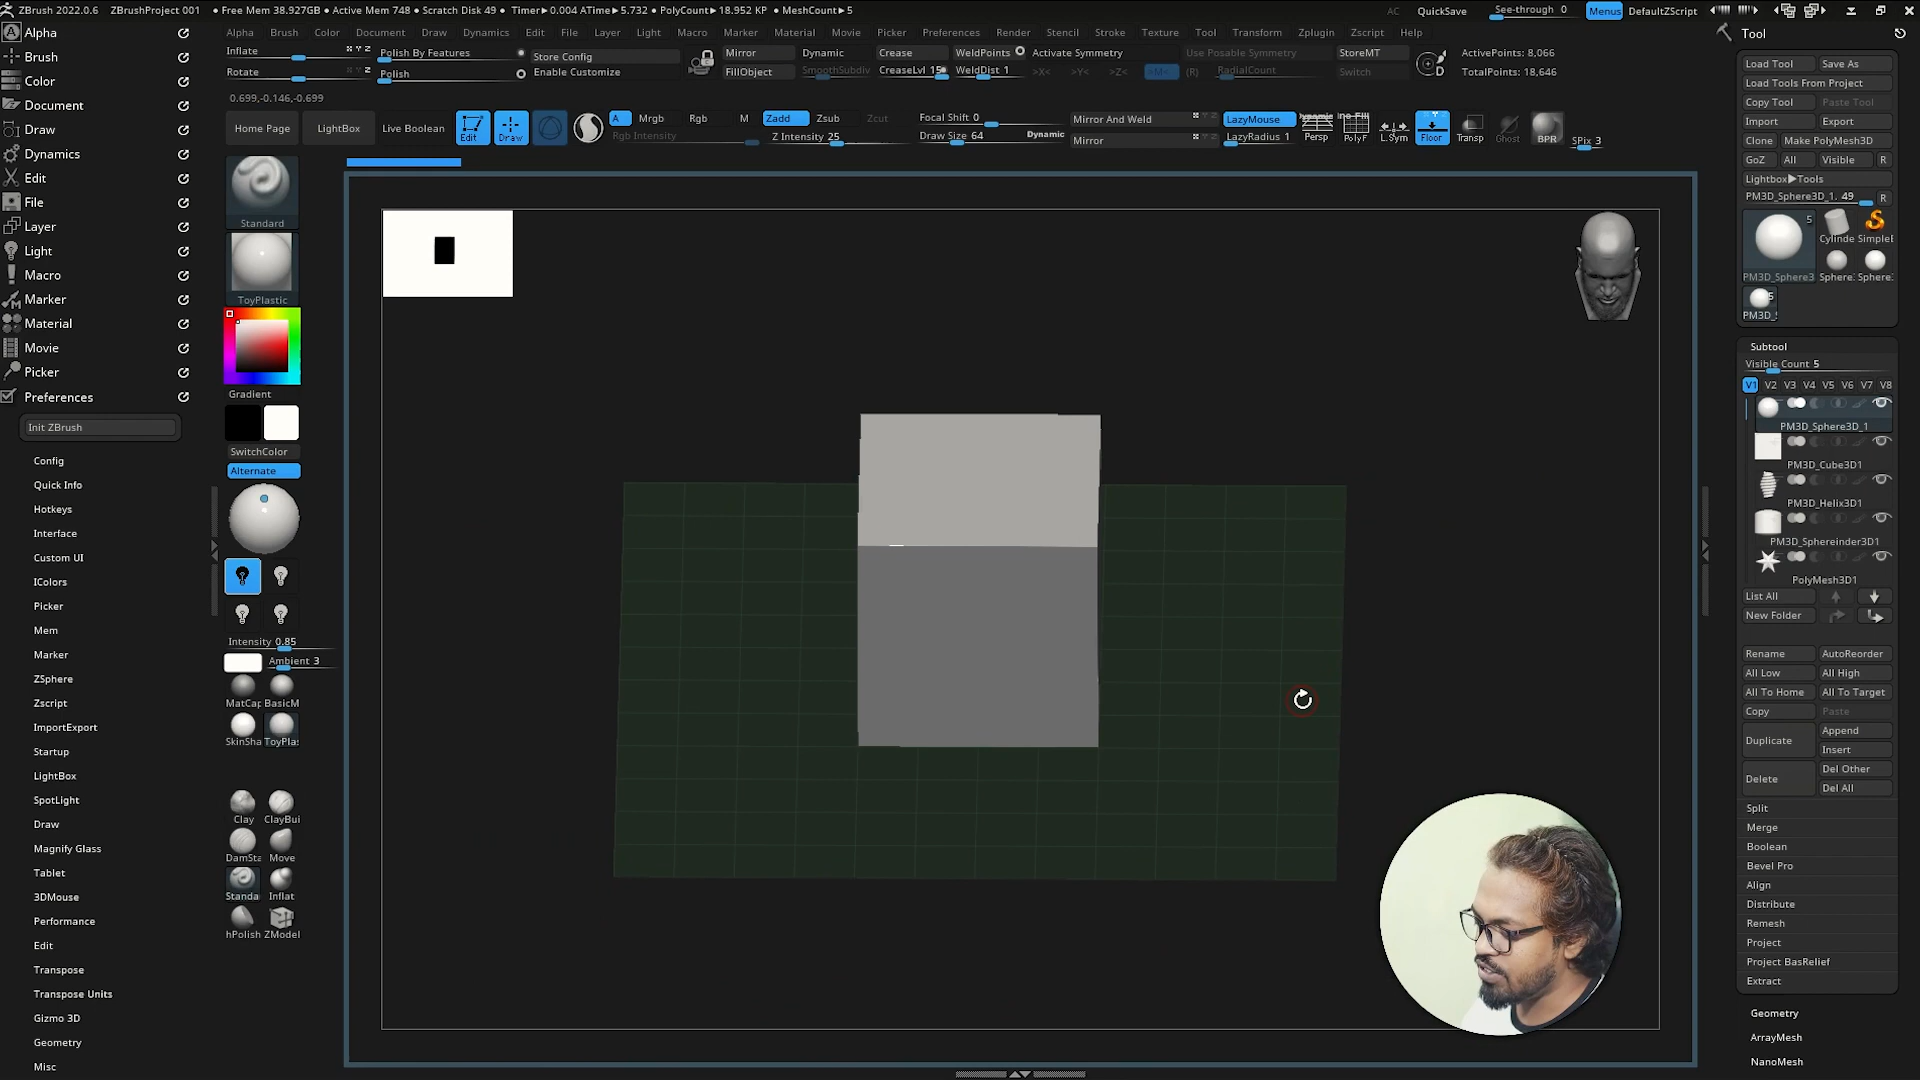 ZBrush 2022.0.6 ZBrushProject 001 • Free Mem 38.927GB • Active Mem 748 • Scratch Disk 49 • Timer▶0.004 ATime▶5.732 • PolyCount▶18.952 KP • MeshCount▶5 AC QuickSave See-through 0 Menus DefaultZScript
Alpha Brush Color Document Draw Dynamics Edit File Layer Light Macro Marker Material Movie Picker Preferences Render Stencil Stroke Texture Tool Transform Zplugin Zscript Help
Inflate
Rotate
Polish By Features
Polish
Store Config
Enable Customize
Mirror
FillObject
Dynamic
SmoothSubdiv
Crease
CreaseLvl 15
WeldPoints
WeldDist 1
Activate Symmetry
>X< >Y< >Z< >M< (R)
Use Posable Symmetry
RadialCount
StoreMT
Switch
ActivePoints: 8,066
TotalPoints: 18,646
0.699,-0.146,-0.699
Home Page
LightBox
Live Boolean
Edit
Draw
A Mrgb Rgb M
Rgb Intensity
Zadd Zsub Zcut
Z Intensity 25
Focal Shift 0
Draw Size 64
Dynamic
Mirror And Weld
Mirror
LazyMouse
LazyRadius 1
Persp
PolyF
L.Sym
Floor
Transp
Ghost
BPR
SPix 3
Alpha
Brush
Color
Document
Draw
Dynamics
Edit
File
Layer
Light
Macro
Marker
Material
Movie
Picker
Preferences
Init ZBrush
Config
Quick Info
Hotkeys
Interface
Custom UI
IColors
Picker
Mem
Marker
ZSphere
Zscript
ImportExport
Startup
LightBox
SpotLight
Draw
Magnify Glass
Tablet
3DMouse
Performance
Edit
Transpose
Transpose Units
Gizmo 3D
Geometry
Misc
Standard
ToyPlastic
Gradient
SwitchColor
Alternate
Intensity 0.85
Ambient 3
MatCap BasicM
SkinSha ToyPlas
Clay ClayBui
DamSta Move
Standa Inflat
hPolish ZModel
Tool
Load Tool Save As
Load Tools From Project
Copy Tool Paste Tool
Import Export
Clone Make PolyMesh3D
GoZ All Visible R
Lightbox▶Tools
PM3D_Sphere3D_1. 49 R
5
PM3D_Sphere3
Cylinde SimpleB
Sphere: Sphere:
5
PM3D_S
Subtool
Visible Count 5
V1 V2 V3 V4 V5 V6 V7 V8
PM3D_Sphere3D_1
PM3D_Cube3D1
PM3D_Helix3D1
PM3D_Sphereinder3D1
PolyMesh3D1
List All
New Folder
Rename AutoReorder
All Low All High
All To Home All To Target
Copy Paste
Duplicate
Append
Insert
Delete
Del Other
Del All
Split
Merge
Boolean
Bevel Pro
Align
Distribute
Remesh
Project
Project BasRelief
Extract
Geometry
ArrayMesh
NanoMesh